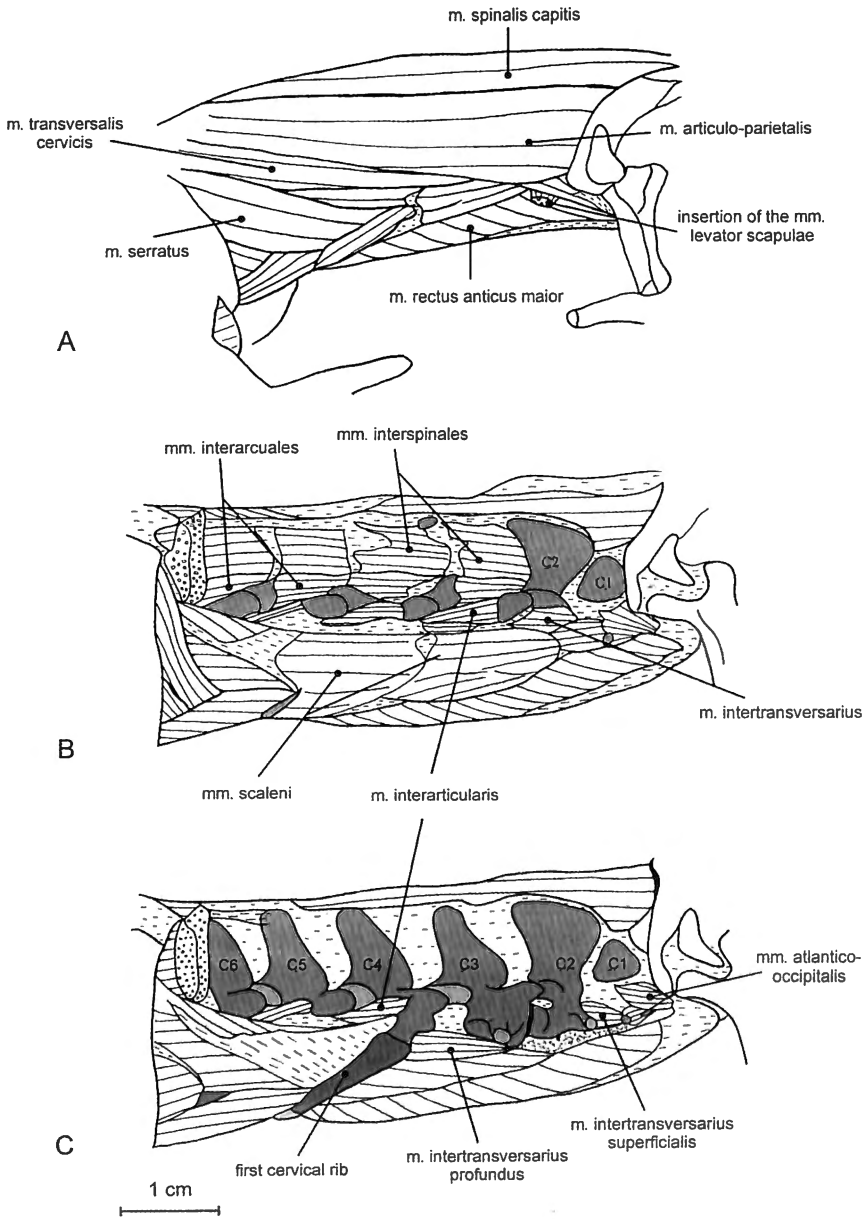 m. spinalis capitis
m. transversalis
cervicis
m. articulo-parietalis
insertion of the mm.
levator scapulae
m. serratus
m. rectus anticus maior
A
mm. interarcuales
mm. interspinales
C2
C1
m. intertransversarius
B
mm. scaleni
m. interarticularis
C6
C5
C4
C3
C2
C1
mm. atlantico-
occipitalis
m. intertransversarius
superficialis
C
first cervical rib
m. intertransversarius
profundus
1 cm